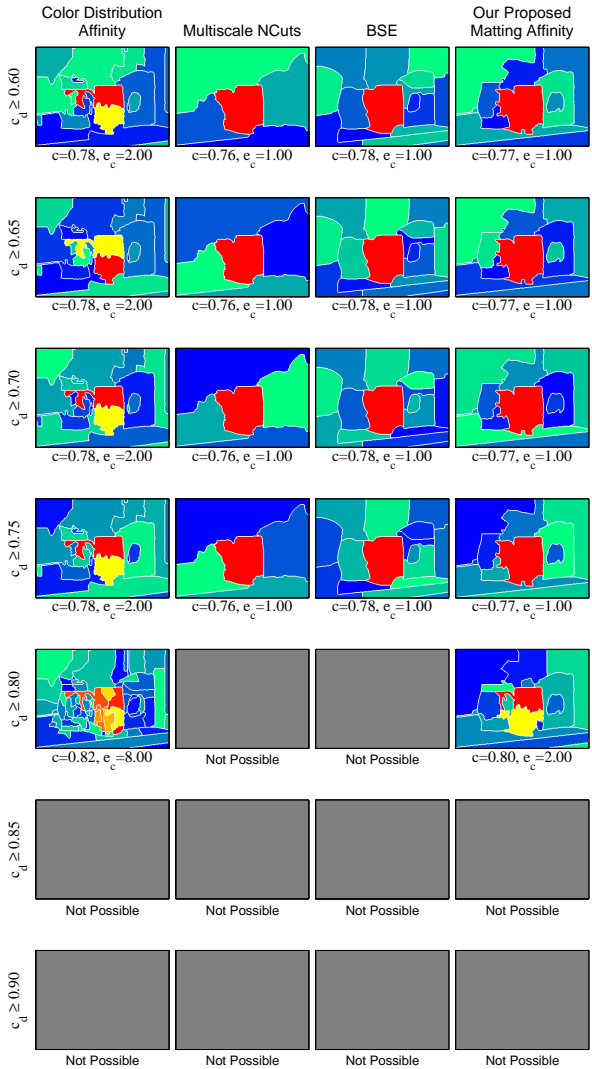 Color Distribution Affinity
Multiscale NCuts
BSE
Our Proposed Matting Affinity
c_p ≥ 0.60
c=0.78, e_c=2.00
c=0.76, e_c=1.00
c=0.78, e_c=1.00
c=0.77, e_c=1.00
c_p ≥ 0.65
c=0.78, e_c=2.00
c=0.76, e_c=1.00
c=0.78, e_c=1.00
c=0.77, e_c=1.00
c_p ≥ 0.70
c=0.78, e_c=2.00
c=0.76, e_c=1.00
c=0.78, e_c=1.00
c=0.77, e_c=1.00
c_p ≥ 0.75
c=0.78, e_c=2.00
c=0.76, e_c=1.00
c=0.78, e_c=1.00
c=0.77, e_c=1.00
c_p ≥ 0.80
c=0.82, e_c=8.00
Not Possible
Not Possible
c=0.80, e_c=2.00
c_p ≥ 0.85
Not Possible
Not Possible
Not Possible
Not Possible
c_p ≥ 0.90
Not Possible
Not Possible
Not Possible
Not Possible